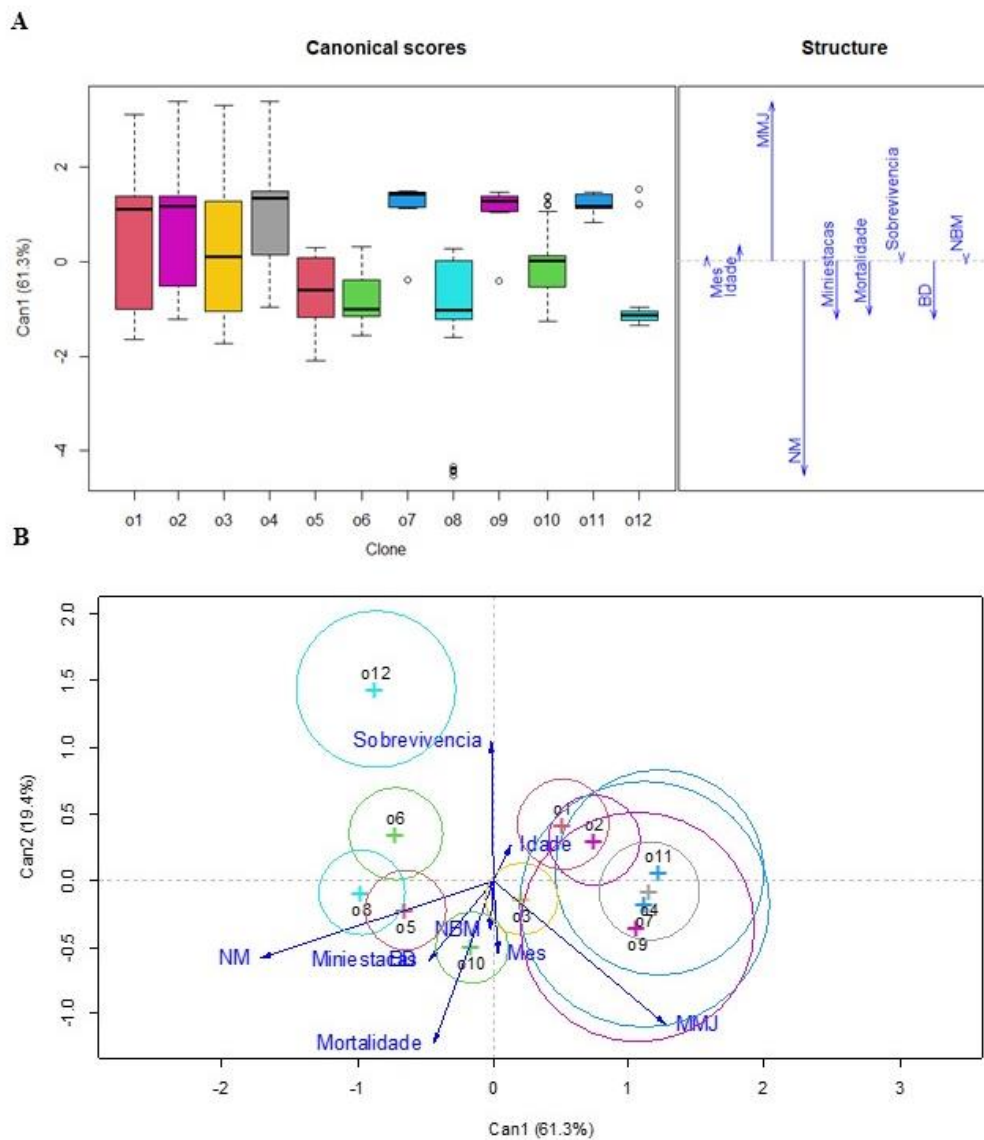 A
Canonical scores
Structure
Can1 (61.3%)
2
0
-2
-4
o1 o2 o3 o4 o5 o6 o7 o8 o9 o10 o11 o12
Clone
Mes
Idade
MMJ
NM
Miniestacas
Mortalidade
Sobrevivencia
BD
NBM
B
Can2 (19.4%)
2.0
1.5
1.0
0.5
0.0
-0.5
-1.0
o12
Sobrevivencia
o6
o1
o2
Idade
o11
o8
o5
o3
o4
o7
NBM
o9
NM
Miniestacas
BD
o10
Mes
MMJ
Mortalidade
-2 -1 0 1 2 3
Can1 (61.3%)